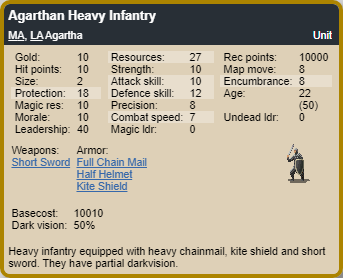 Agarthan Heavy Infantry
MA, LA Agartha Unit
Gold: 10 Resources: 27 Rec points: 10000
Hit points: 10 Strength: 10 Map move: 8
Size: 2 Attack skill: 10 Encumbrance: 8
Protection: 18 Defence skill: 12 Age: 22
Magic res: 10 Precision: 8 (50)
Morale: 10 Combat speed: 7 Undead ldr: 0
Leadership: 40 Magic ldr: 0
Weapons: Armor:
Short Sword Full Chain Mail
Half Helmet
Kite Shield
Basecost: 10010
Dark vision: 50%
Heavy infantry equipped with heavy chainmail, kite shield and short
sword. They have partial darkvision.